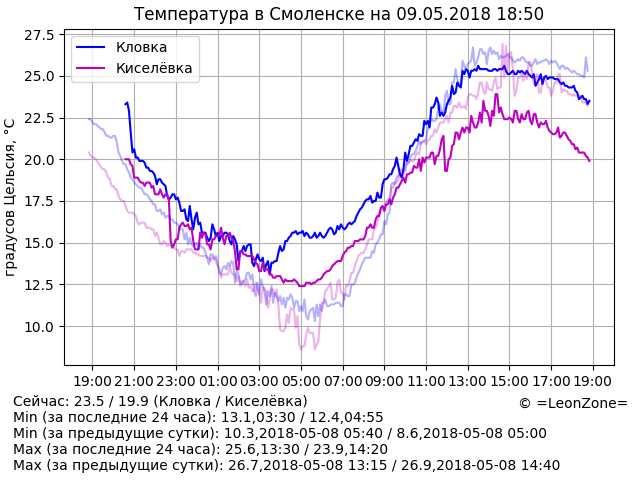 Температура в Смоленске на 09.05.2018 18:50
Кловка
Киселёвка
градусов Цельсия, °C
27.5
25.0
22.5
20.0
17.5
15.0
12.5
10.0
19:00 21:00 23:00 01:00 03:00 05:00 07:00 09:00 11:00 13:00 15:00 17:00 19:00
Сейчас: 23.5 / 19.9 (Кловка / Киселёвка)
© =LeonZone=
Min (за последние 24 часа): 13.1,03:30 / 12.4,04:55
Min (за предыдущие сутки): 10.3,2018-05-08 05:40 / 8.6,2018-05-08 05:00
Max (за последние 24 часа): 25.6,13:30 / 23.9,14:20
Max (за предыдущие сутки): 26.7,2018-05-08 13:15 / 26.9,2018-05-08 14:40